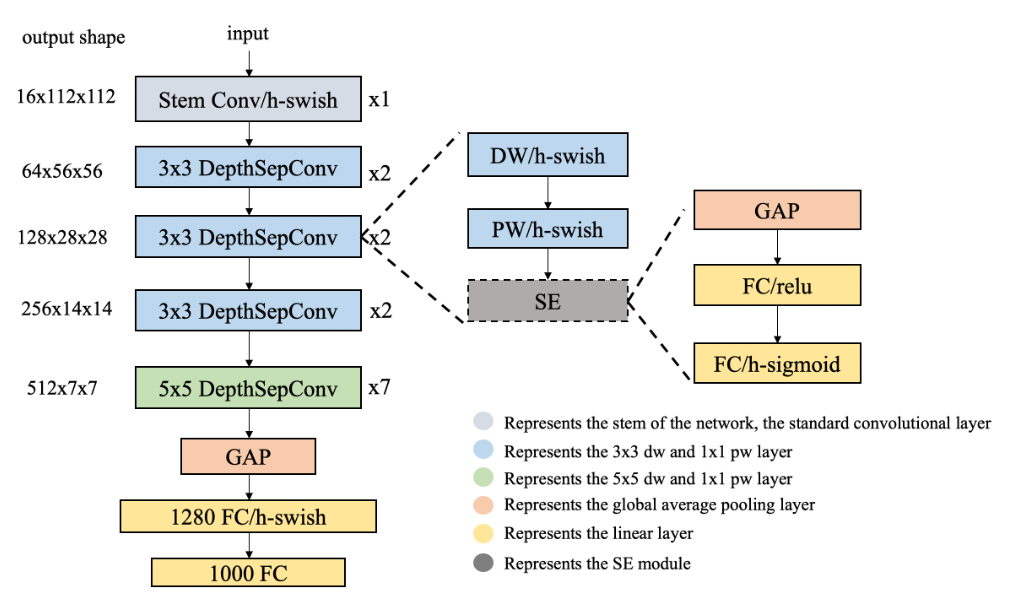 output shape
input
16x112x112
Stem Conv/h-swish
x1
64x56x56
3x3 DepthSepConv
x2
128x28x28
3x3 DepthSepConv
x2
256x14x14
3x3 DepthSepConv
x2
512x7x7
5x5 DepthSepConv
x7
GAP
1280 FC/h-swish
1000 FC
DW/h-swish
PW/h-swish
SE
GAP
FC/relu
FC/h-sigmoid
Represents the stem of the network, the standard convolutional layer
Represents the 3x3 dw and 1x1 pw layer
Represents the 5x5 dw and 1x1 pw layer
Represents the global average pooling layer
Represents the linear layer
Represents the SE module